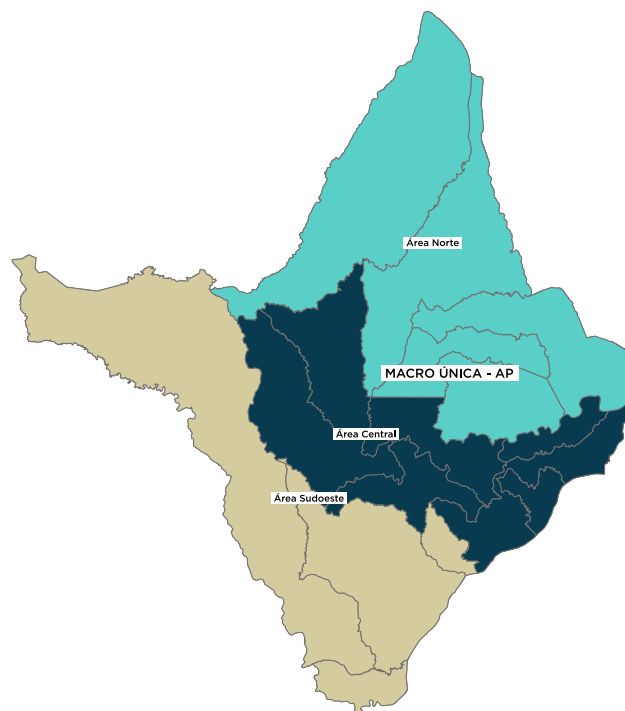 Área Norte
MACRO ÚNICA - AP
Área Central
Área Sudoeste